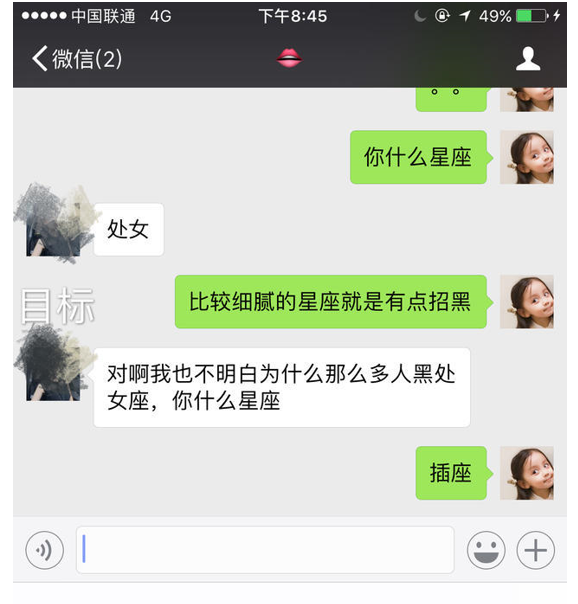 中国联通 4G 下午8:45 49%
微信(2)
。。
你什么星座
处女
目标
比较细腻的星座就是有点招黑
对啊我也不明白为什么那么多人黑处
女座，你什么星座
插座